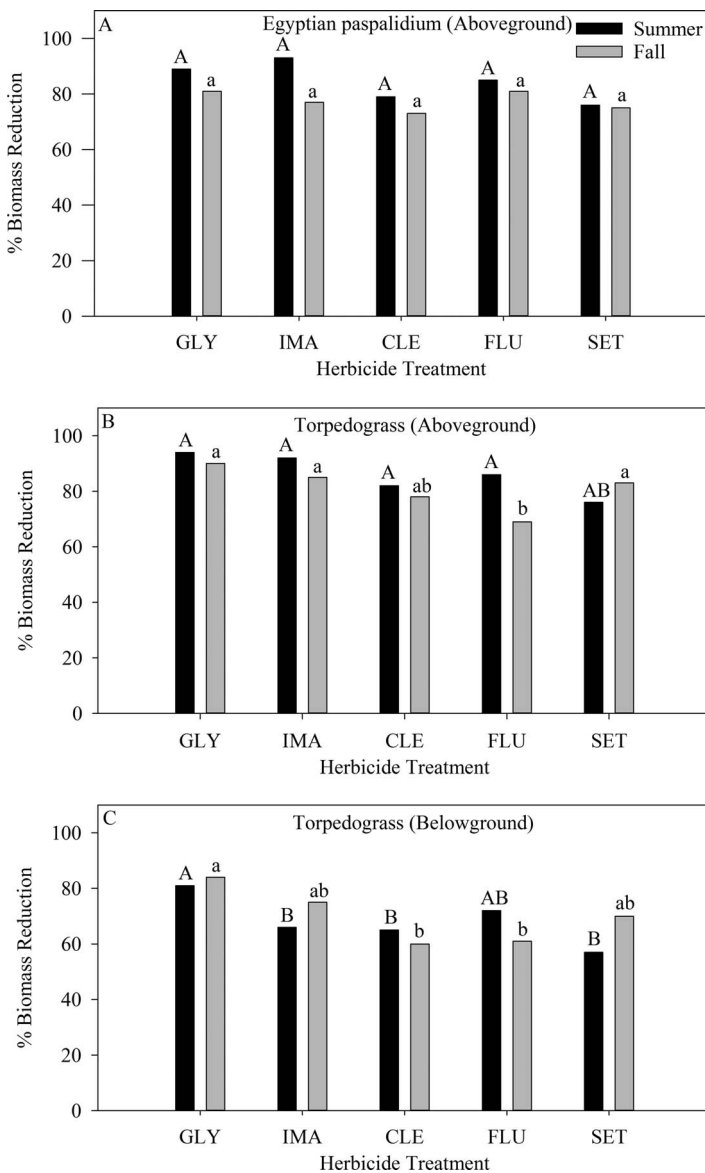 A
Egyptian paspalidium (Aboveground)
Summer
Fall
% Biomass Reduction
100
80
60
40
20
0
A a A a A a A a A a
GLY IMA CLE FLU SET
Herbicide Treatment
B
Torpedograss (Aboveground)
% Biomass Reduction
100
80
60
40
20
0
A a A a A ab A b AB a
GLY IMA CLE FLU SET
Herbicide Treatment
C
Torpedograss (Belowground)
% Biomass Reduction
100
80
60
40
20
0
A a B ab B b AB b B ab
GLY IMA CLE FLU SET
Herbicide Treatment